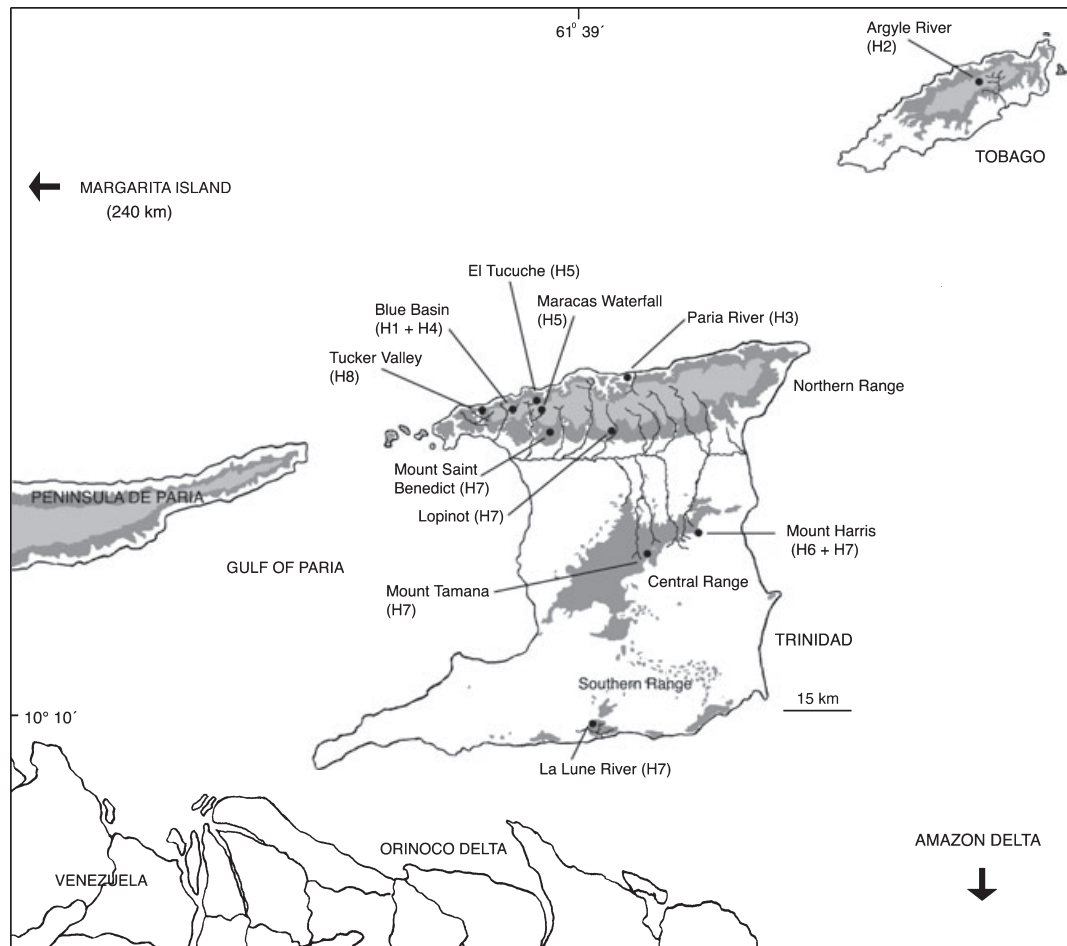 61° 39´
Argyle River
(H2)
TOBAGO
MARGARITA ISLAND
(240 km)
El Tucuche (H5)
Maracas Waterfall
(H5)
Blue Basin
(H1 + H4)
Paria River (H3)
Tucker Valley
(H8)
Northern Range
Mount Saint
Benedict (H7)
Lopinot (H7)
PENINSULA DE PARIA
Mount Harris
(H6 + H7)
GULF OF PARIA
Central Range
Mount Tamana
(H7)
TRINIDAD
Southern Range
15 km
10° 10´
La Lune River (H7)
AMAZON DELTA
ORINOCO DELTA
VENEZUELA